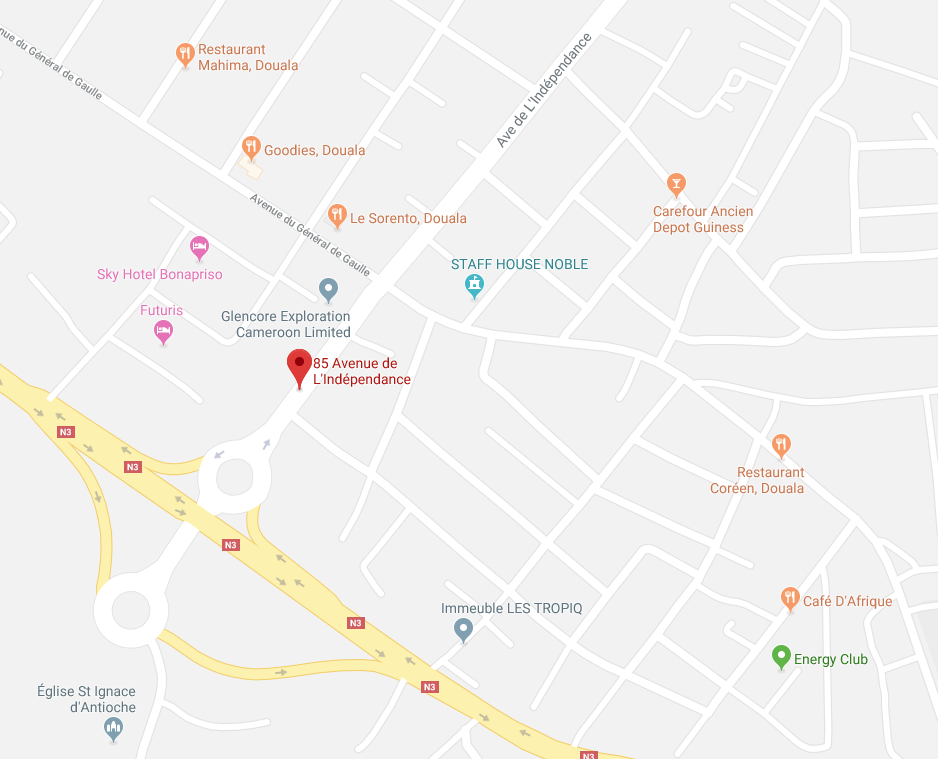 nue du Général de Gaulle
Restaurant
Mahima, Douala
Ave de L'Indépendance
Goodies, Douala
Avenue du Général de Gaulle
Le Sorento, Douala
Carefour Ancien
Depot Guiness
Sky Hotel Bonapriso
STAFF HOUSE NOBLE
Futuris
Glencore Exploration
Cameroon Limited
85 Avenue de
L'Indépendance
N3
N3
Restaurant
Coréen, Douala
N3
Café D'Afrique
Immeuble LES TROPIQ
N3
Energy Club
N3
Église St Ignace
d'Antioche
N3